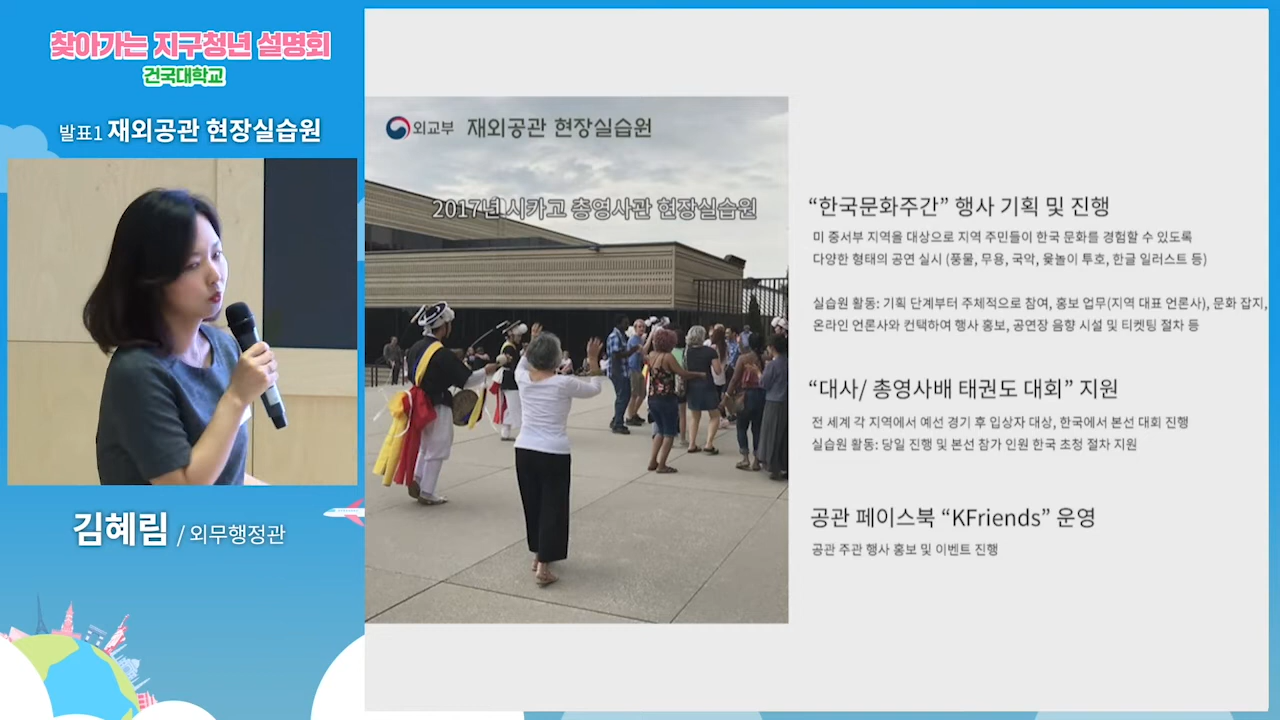 찾아가는 지구청년 설명회
건국대학교
발표1 재외공관 현장실습원
김혜림 / 외무행정관
외교부 재외공관 현장실습원
2017년 시카고 총영사관 현장실습원
“한국문화주간” 행사 기획 및 진행
미 중서부 지역을 대상으로 지역 주민들이 한국 문화를 경험할 수 있도록
다양한 형태의 공연 실시 (풍물, 무용, 국악, 윷놀이 투호, 한글 일러스트 등)
실습원 활동: 기획 단계부터 주체적으로 참여, 홍보 업무(지역 대표 언론사), 문화 잡지,
온라인 언론사와 컨택하여 행사 홍보, 공연장 음향 시설 및 티켓팅 절차 등
“대사/ 총영사배 태권도 대회” 지원
전 세계 각 지역에서 예선 경기 후 입상자 대상, 한국에서 본선 대회 진행
실습원 활동: 당일 진행 및 본선 참가 인원 한국 초청 절차 지원
공관 페이스북 “KFriends” 운영
공관 주관 행사 홍보 및 이벤트 진행